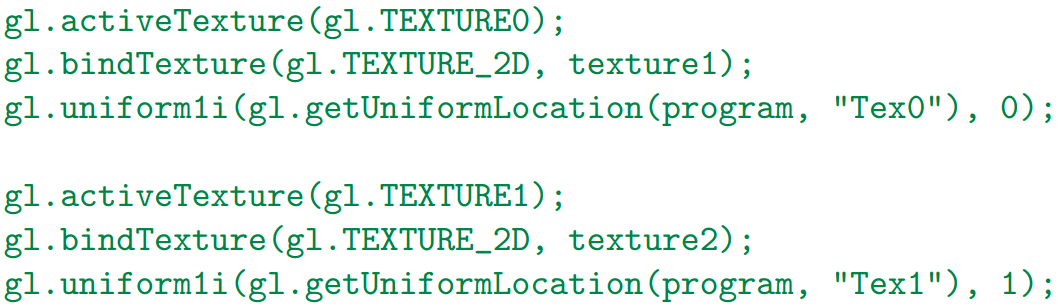 gl.activeTexture(gl.TEXTURE0);
gl.bindTexture(gl.TEXTURE_2D, texture1);
gl.uniform1i(gl.getUniformLocation(program, "Tex0"), 0);
gl.activeTexture(gl.TEXTURE1);
gl.bindTexture(gl.TEXTURE_2D, texture2);
gl.uniform1i(gl.getUniformLocation(program, "Tex1"), 1);